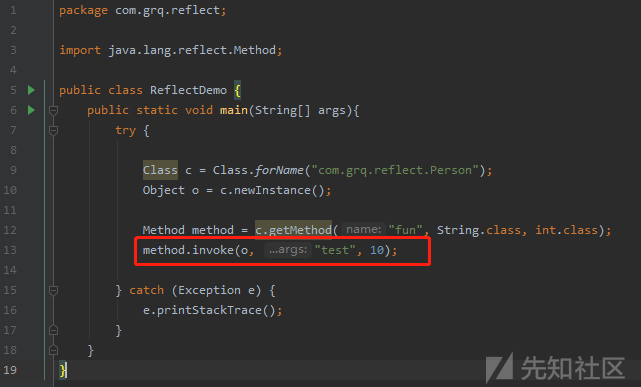 1 package com.grq.reflect;
2
3 import java.lang.reflect.Method;
4
5 public class ReflectDemo {
6 public static void main(String[] args){
7 try {
8
9 Class c = Class.forName("com.grq.reflect.Person");
10 Object o = c.newInstance();
11
12 Method method = c.getMethod( name: "fun", String.class, int.class);
13 method.invoke(o, ...args: "test", 10);
14
15 } catch (Exception e) {
16 e.printStackTrace();
17 }
18 }
19 }
先知社区